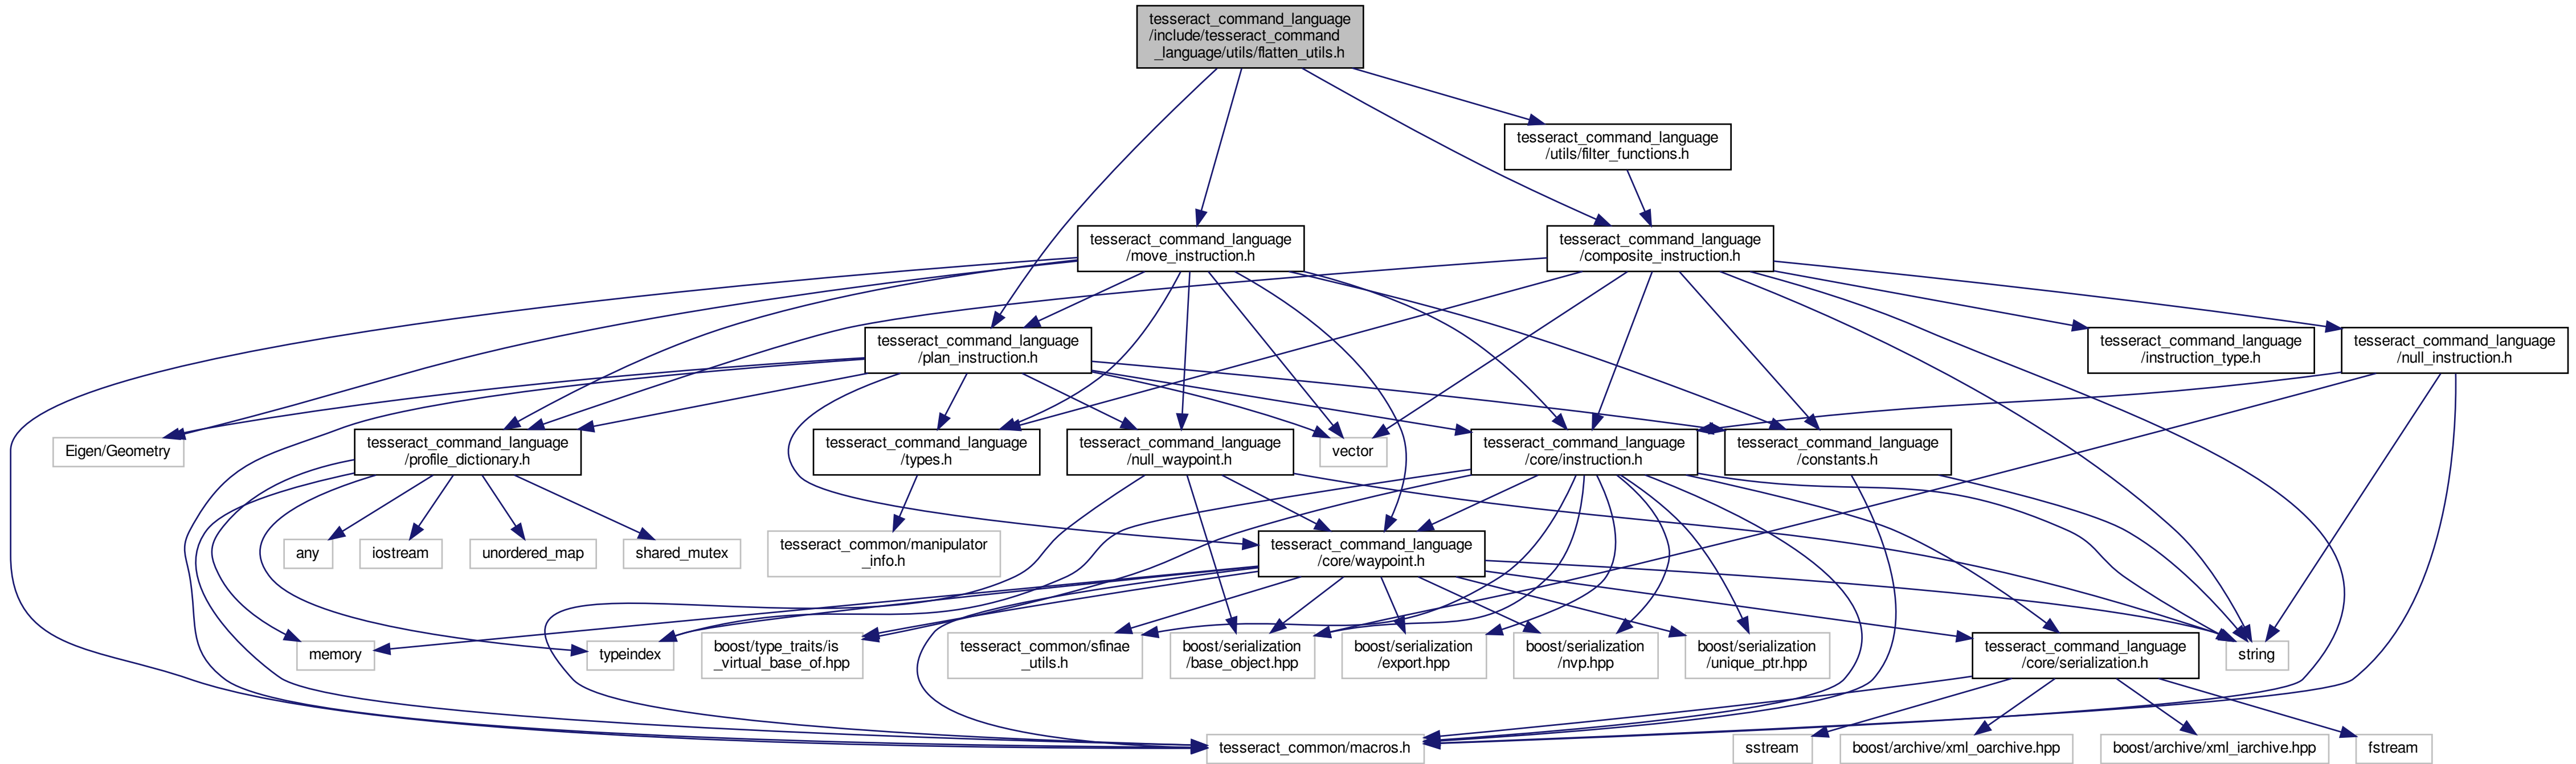 tesseract_command_language
/include/tesseract_command
_language/utils/flatten_utils.h
tesseract_command_language
/utils/filter_functions.h
tesseract_command_language
/move_instruction.h
tesseract_command_language
/composite_instruction.h
tesseract_command_language
/plan_instruction.h
tesseract_command_language
/instruction_type.h
tesseract_command_language
/null_instruction.h
Eigen/Geometry
tesseract_command_language
/profile_dictionary.h
tesseract_command_language
/types.h
tesseract_command_language
/null_waypoint.h
vector
tesseract_command_language
/core/instruction.h
tesseract_command_language
/constants.h
any
iostream
unordered_map
shared_mutex
tesseract_common/manipulator
_info.h
tesseract_command_language
/core/waypoint.h
memory
typeindex
boost/type_traits/is
_virtual_base_of.hpp
tesseract_common/sfinae
_utils.h
boost/serialization
/base_object.hpp
boost/serialization
/export.hpp
boost/serialization
/nvp.hpp
boost/serialization
/unique_ptr.hpp
tesseract_command_language
/core/serialization.h
string
tesseract_common/macros.h
sstream
boost/archive/xml_oarchive.hpp
boost/archive/xml_iarchive.hpp
fstream